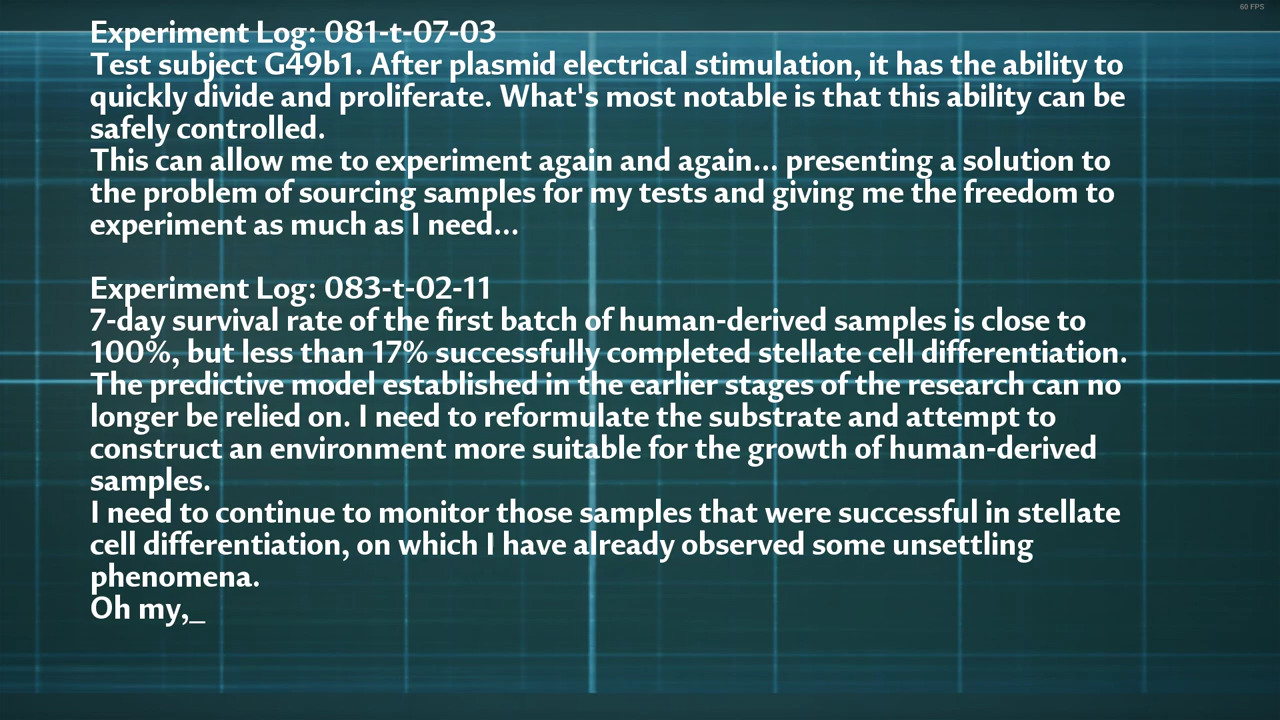 60 FPS
Experiment Log: 081-t-07-03
Test subject G49b1. After plasmid electrical stimulation, it has the ability to
quickly divide and proliferate. What's most notable is that this ability can be
safely controlled.
This can allow me to experiment again and again... presenting a solution to
the problem of sourcing samples for my tests and giving me the freedom to
experiment as much as I need...
Experiment Log: 083-t-02-11
7-day survival rate of the first batch of human-derived samples is close to
100%, but less than 17% successfully completed stellate cell differentiation.
The predictive model established in the earlier stages of the research can no
longer be relied on. I need to reformulate the substrate and attempt to
construct an environment more suitable for the growth of human-derived
samples.
I need to continue to monitor those samples that were successful in stellate
cell differentiation, on which I have already observed some unsettling
phenomena.
Oh my,_